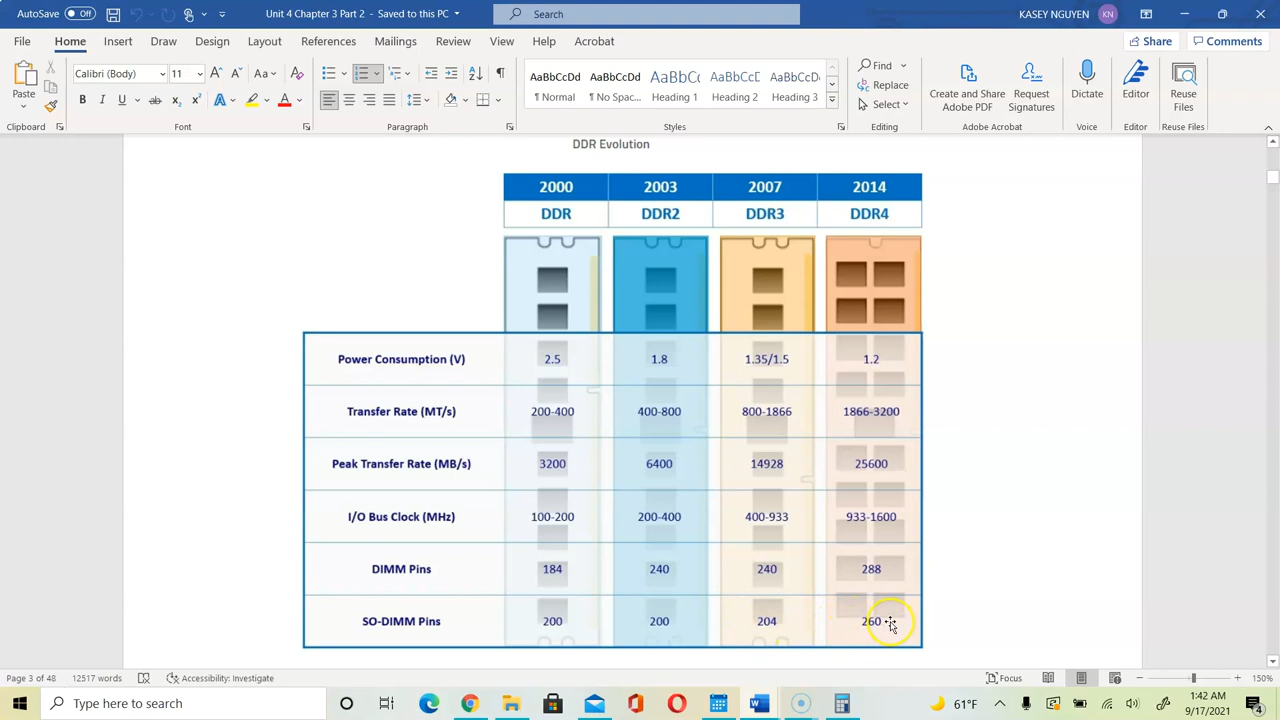 AutoSave Off Unit 4 Chapter 3 Part 2 - Saved to this PC Search KASEY NGUYEN KN
File Home Insert Draw Design Layout References Mailings Review View Help Acrobat Share Comments
Paste Calibri (Body) 11 Aa AaBbCcDd AaBbCcDd AaBbCcD AaBbCcD AaBbCcD Find Replace Select Create and Share Adobe PDF Request Signatures Dictate Editor Reuse Files
¶ Normal ¶ No Spac... Heading 1 Heading 2 Heading 3
Clipboard Font Paragraph Styles Editing Adobe Acrobat Voice Editor Reuse Files
DDR Evolution
2000 2003 2007 2014
DDR DDR2 DDR3 DDR4
Power Consumption (V) 2.5 1.8 1.35/1.5 1.2
Transfer Rate (MT/s) 200-400 400-800 800-1866 1866-3200
Peak Transfer Rate (MB/s) 3200 6400 14928 25600
I/O Bus Clock (MHz) 100-200 200-400 400-933 933-1600
DIMM Pins 184 240 240 288
SO-DIMM Pins 200 200 204 260
Page 3 of 48 12517 words Accessibility: Investigate Focus 150%
Type here to search 61°F 1:42 AM
9/17/2021 4